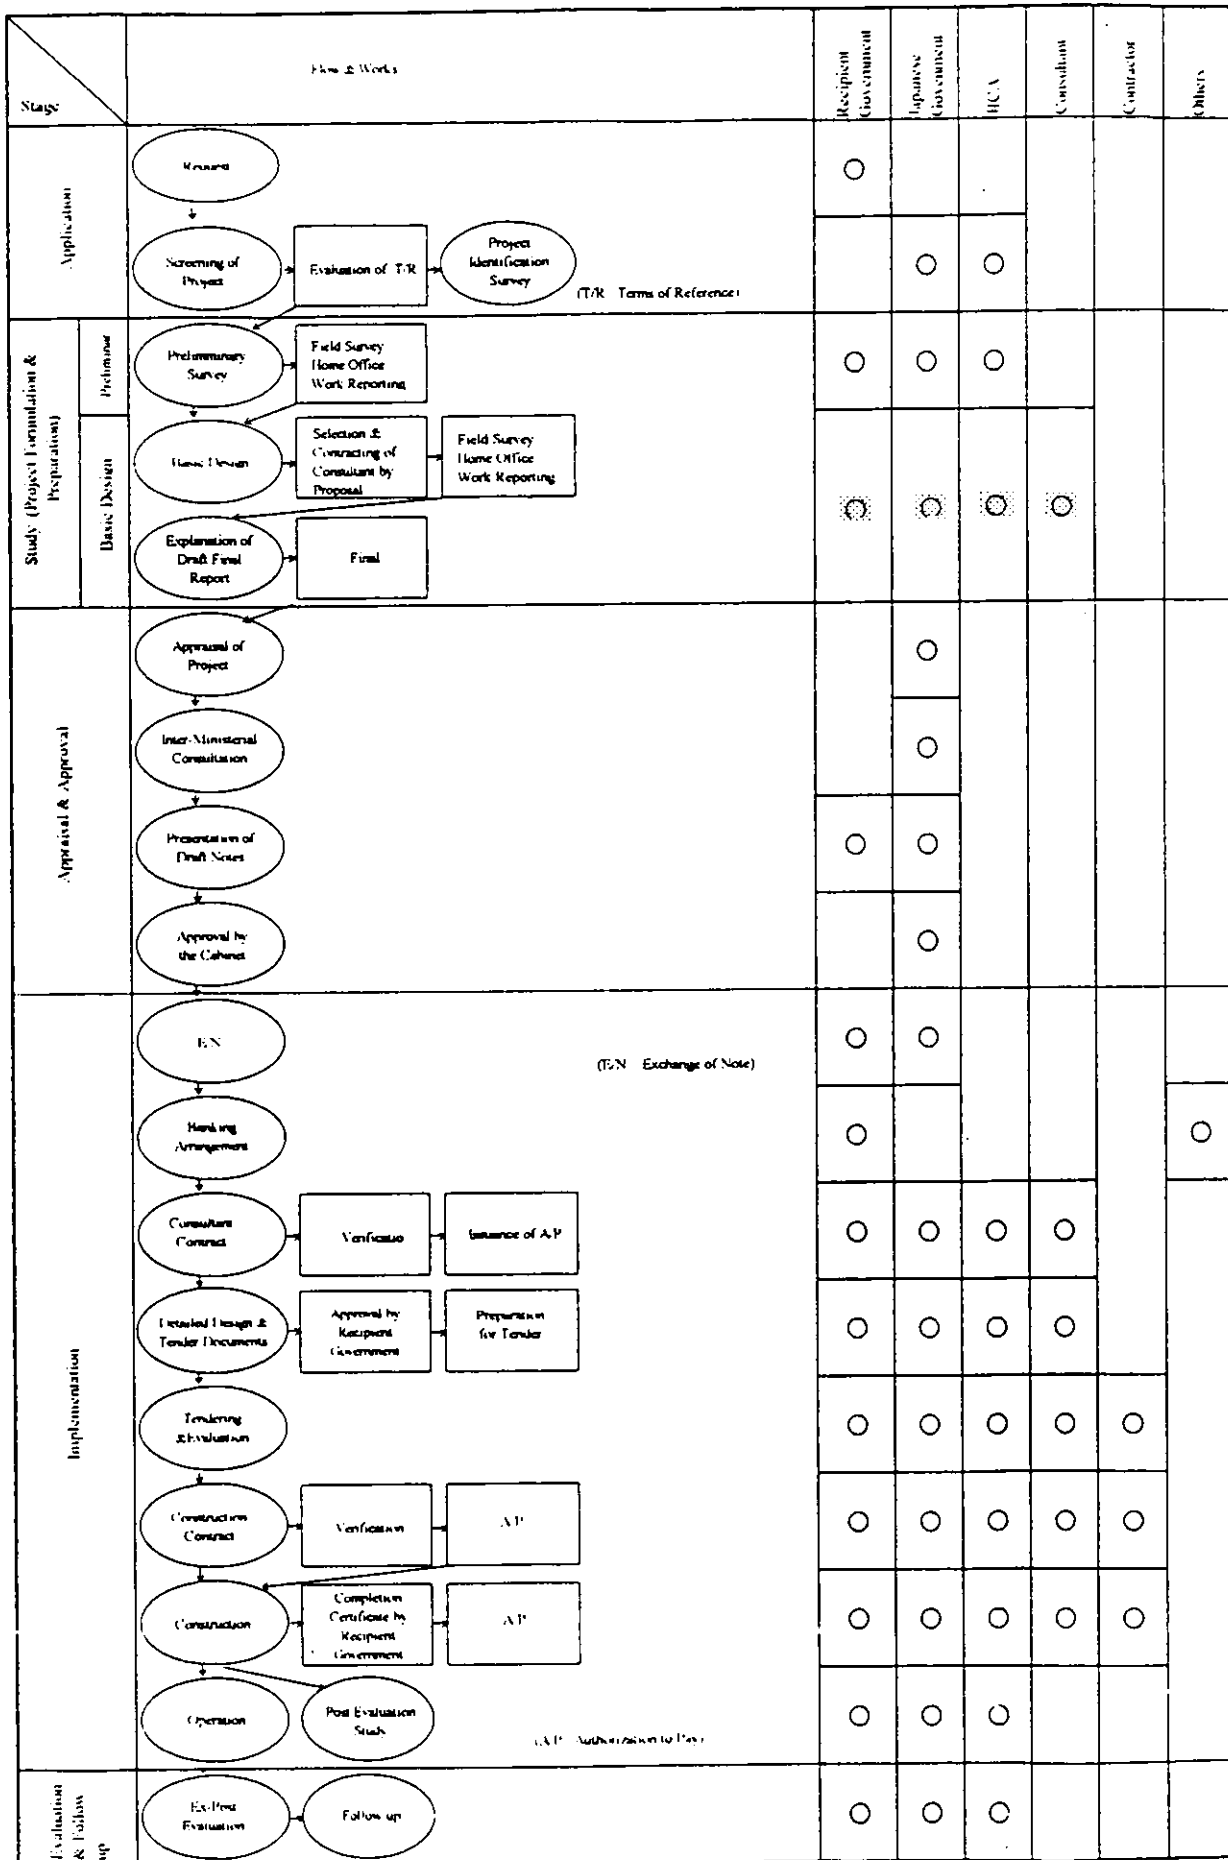 Stage
Flow & Works
Recipient
Government
Japanese
Government
JICA
Consultant
Contractor
Others
Application
Request
Screening of
Project
Evaluation of T/R
Project
Identification
Survey
(T/R Terms of Reference)
Study (Project Formulation &
Preparation)
Preliminar
Prelimmary
Survey
Field Survey
Home Office
Work Reporting
Basic Design
Basic Design
Selection &
Contracting of
Consultant by
Proposal
Field Survey
Home Office
Work Reporting
Explanation of
Draft Final
Report
Final
Appraisal & Approval
Appraisal of
Project
Inter-Ministerial
Consultation
Presentation of
Draft Notes
Approval by
the Cabinet
Implementation
E/N
(E/N Exchange of Note)
Banking
Arrangement
Consultant
Contract
Verificatio
Issuance of A/P
Detailed Design &
Tender Documents
Approval by
Recipient
Government
Preparation
for Tender
Tendering
&Evaluation
Construction
Contract
Verification
A/P
Construction
Completion
Certificate by
Recipient
Government
A/P
Operation
Post Evaluation
Study
(A/P Authorization to Pay)
Evaluation
& Follow
up
Ex-Post
Evaluation
Follow up